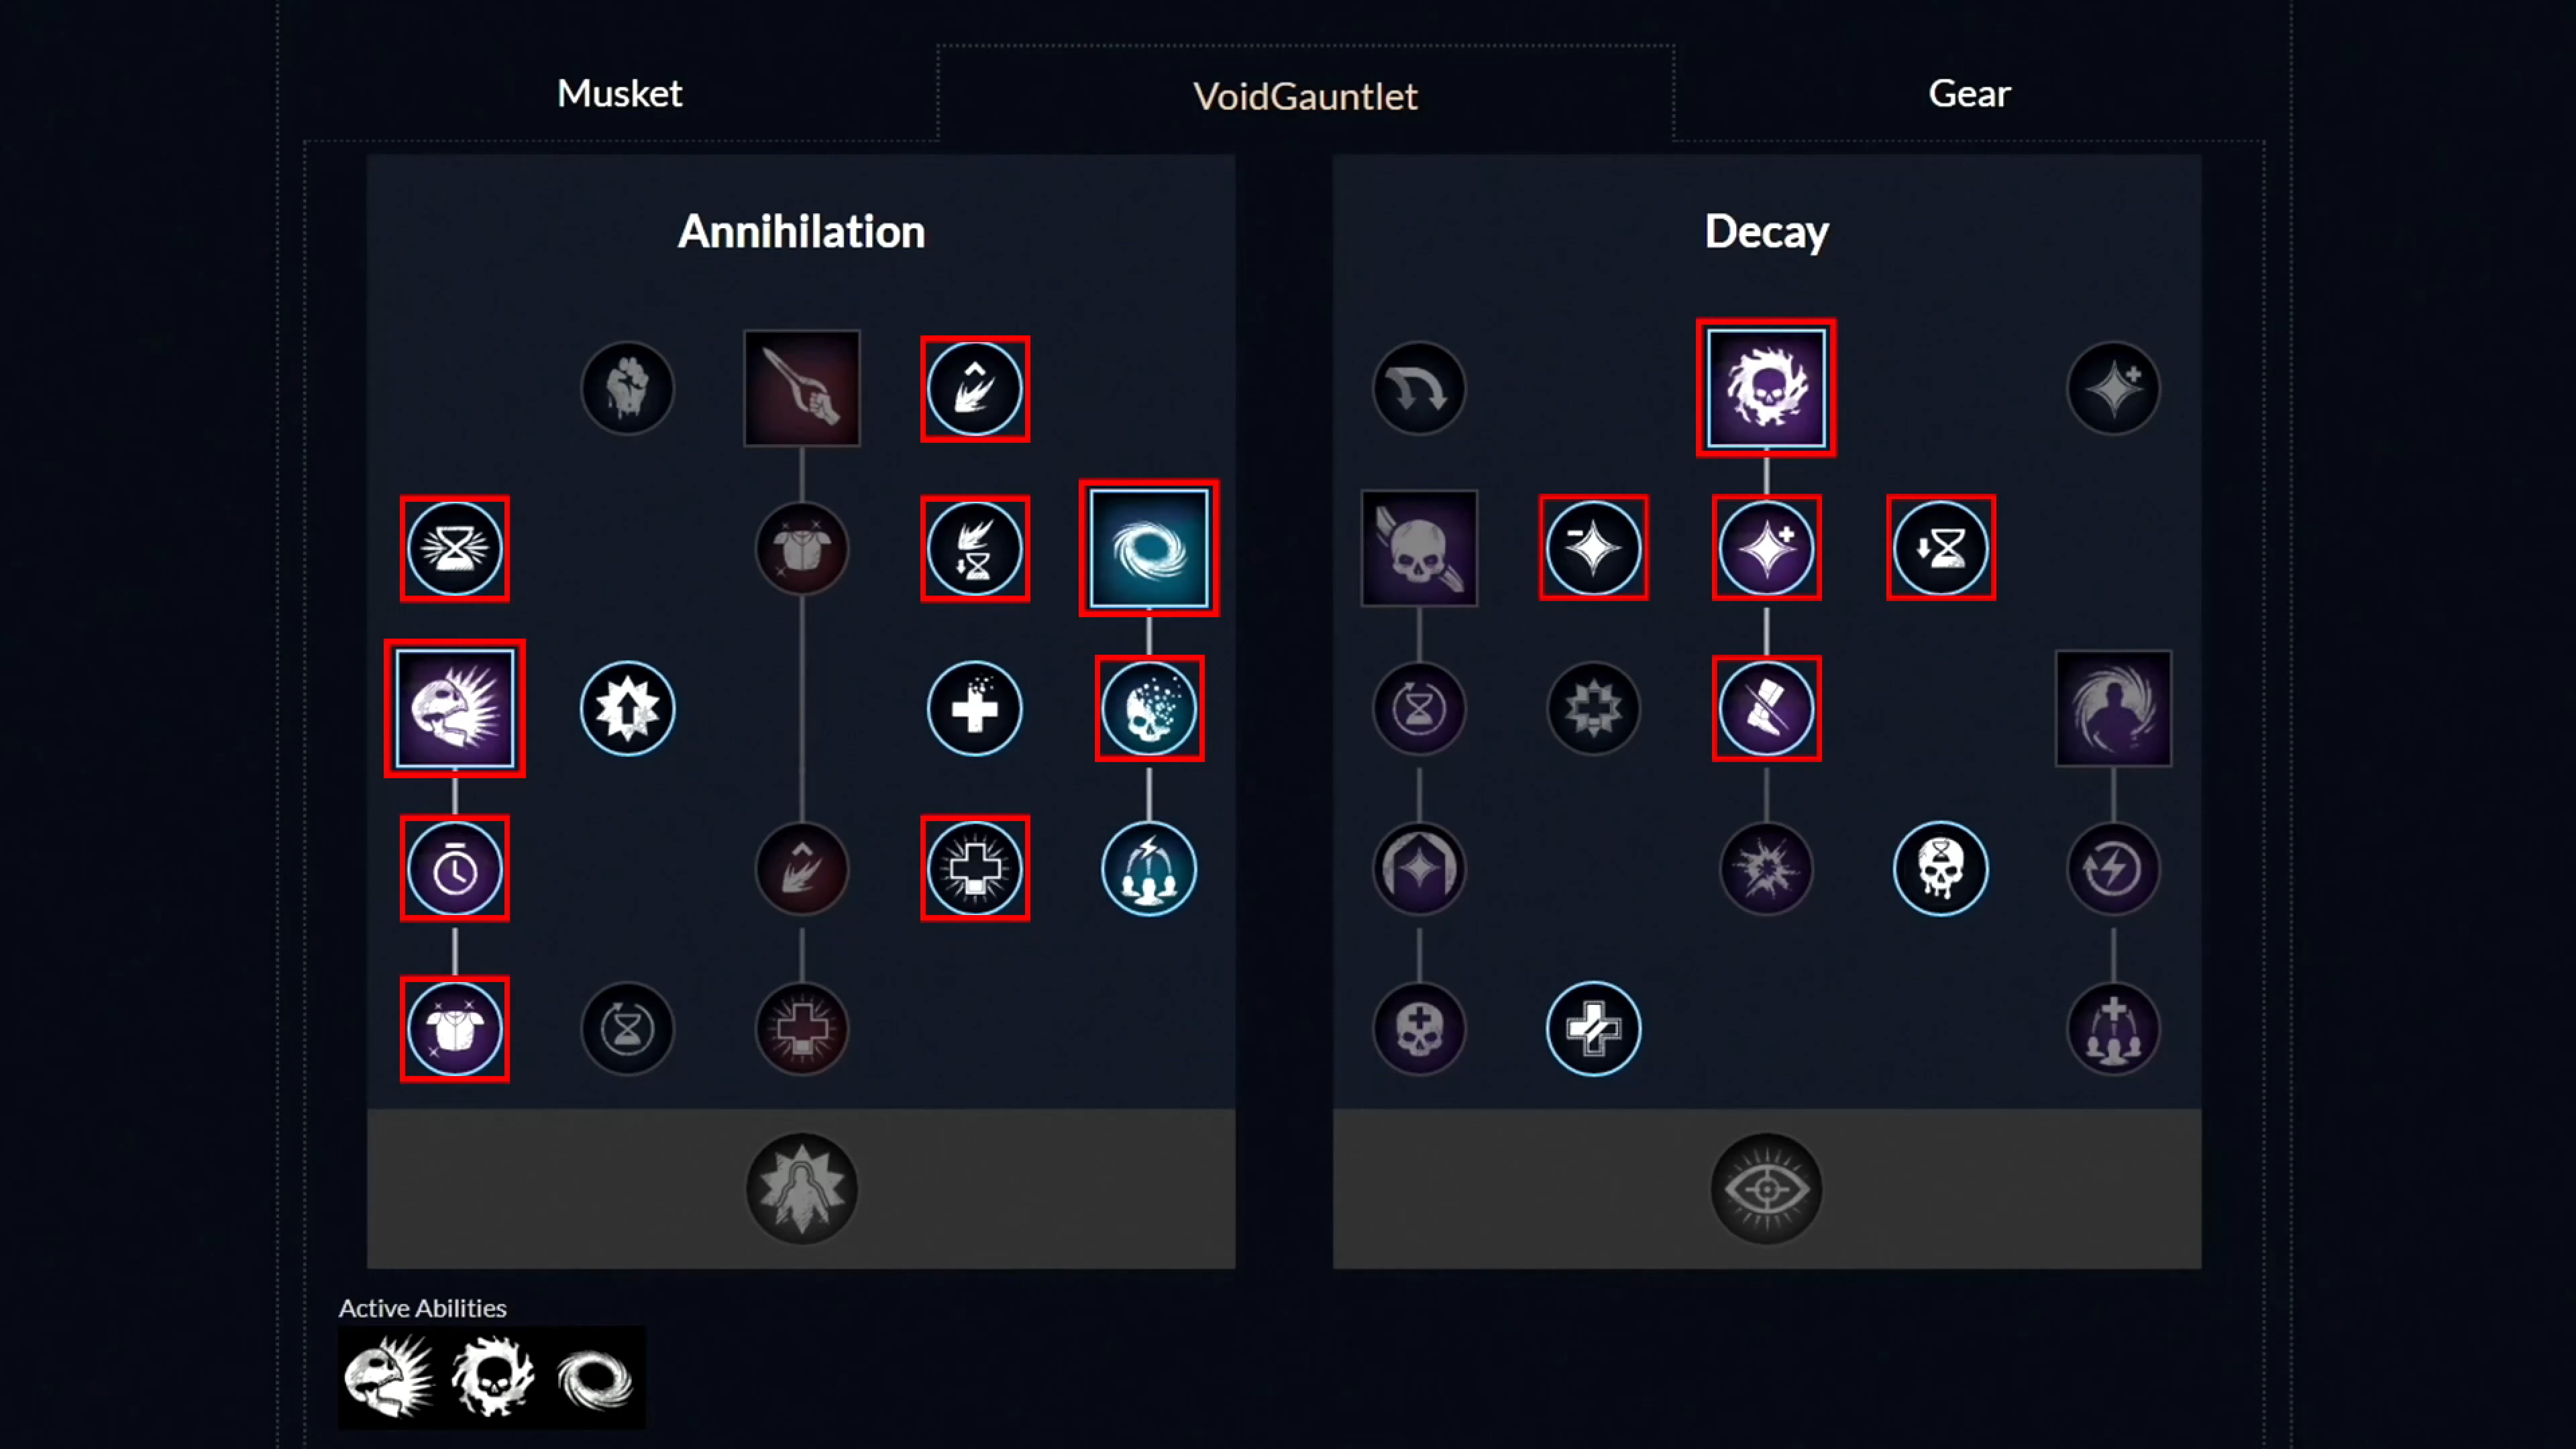 Musket
VoidGauntlet
Gear
Annihilation
Decay
Active Abilities